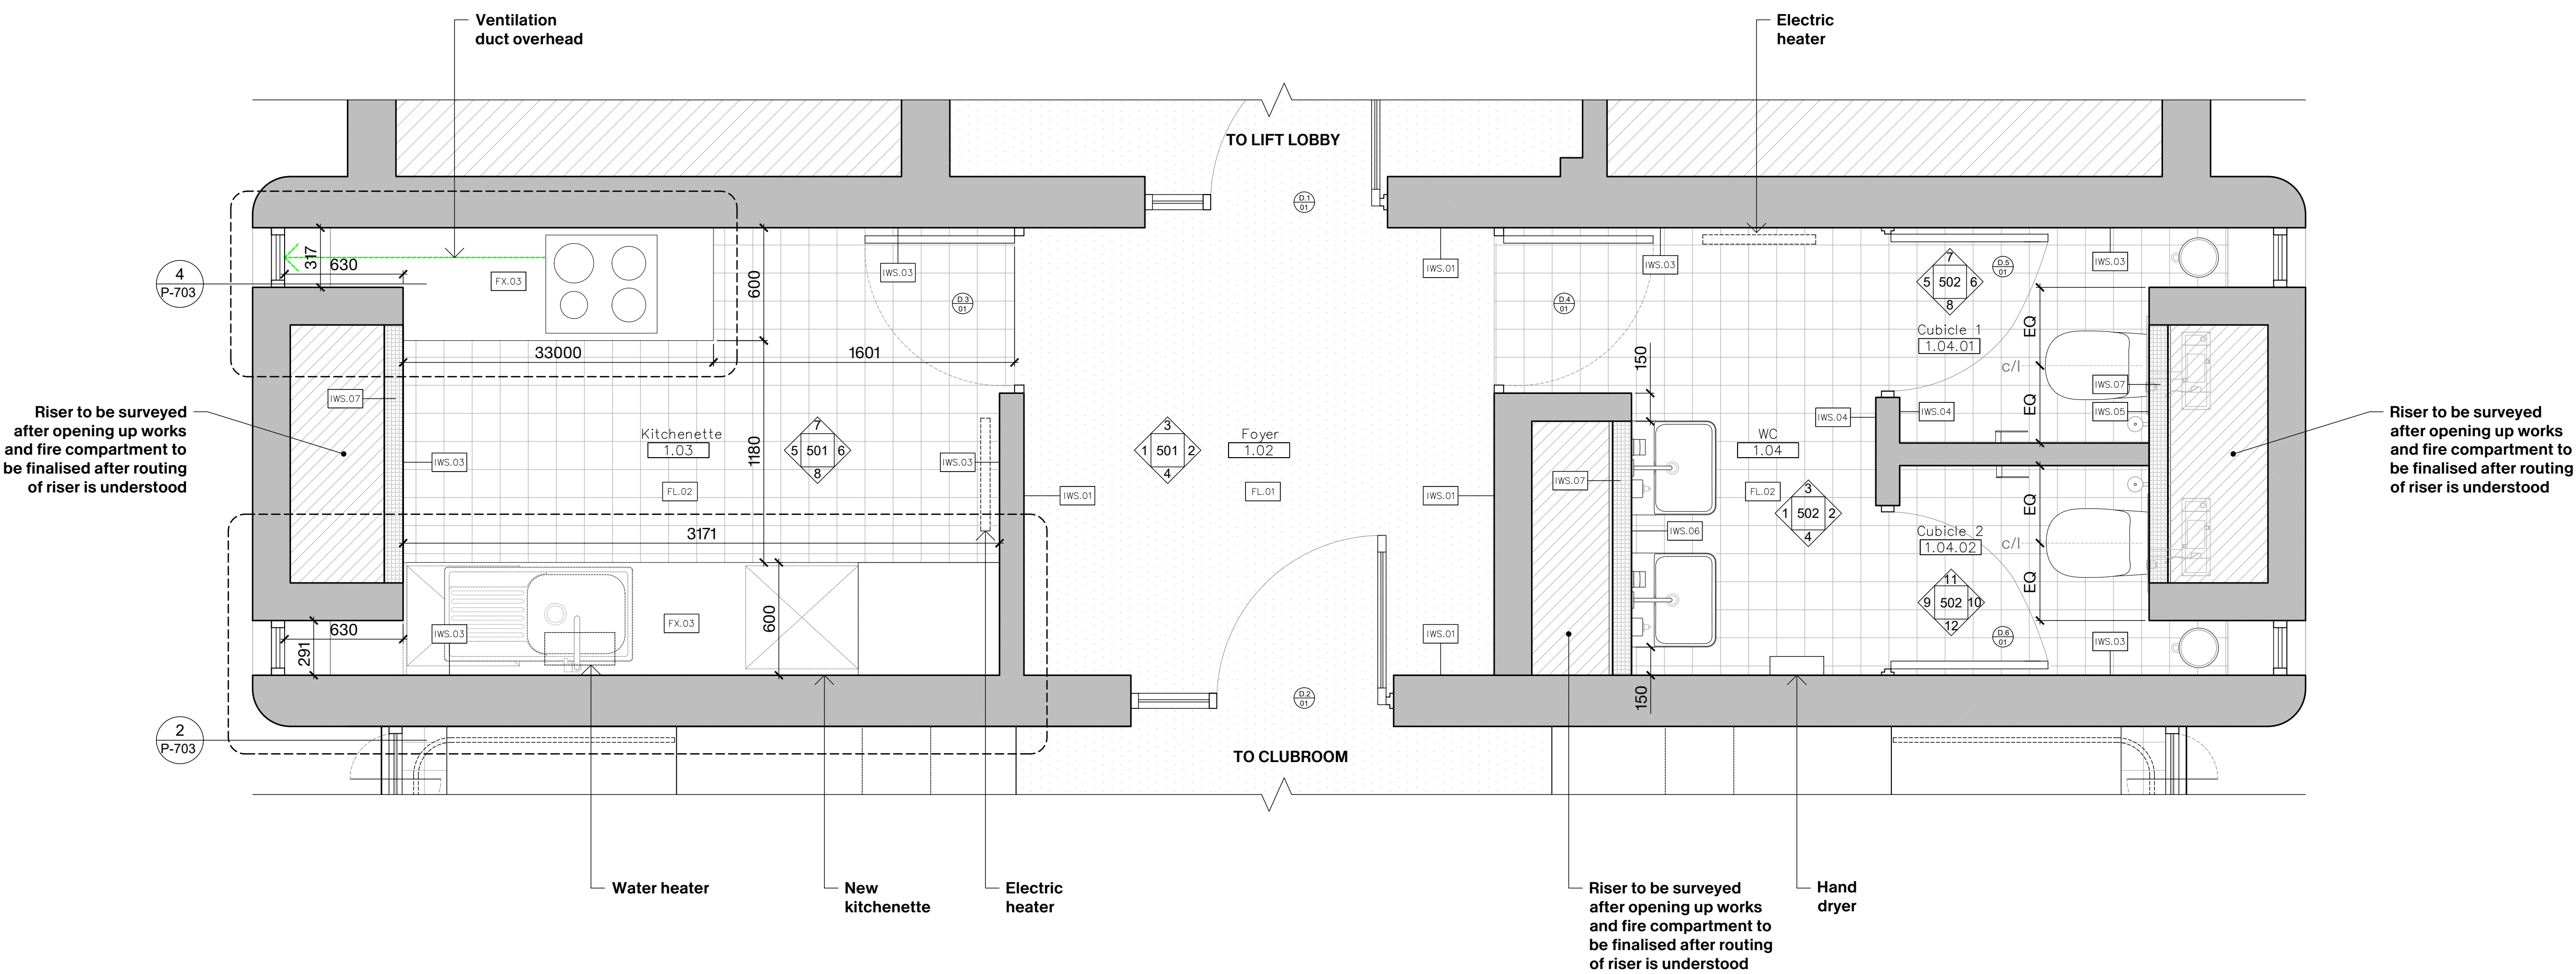 Ventilation
duct overhead
Electric
heater
TO LIFT LOBBY
D.1
01
317
630
4
P-703
FX.03
600
IWS.03
D.3
01
33000
1601
IWS.01
D.4
01
IWS.03
150
7
5 502 6
8
D.5
01
IWS.03
Cubicle 1
1.04.01
EQ
c/l
EQ
IWS.07
IWS.05
Riser to be surveyed
after opening up works
and fire compartment to
be finalised after routing
of riser is understood
IWS.07
Kitchenette
1.03
FL.02
7
5 501 6
8
1180
IWS.03
IWS.03
IWS.01
3
1 501 2
4
Foyer
1.02
FL.01
IWS.01
IWS.07
WC
1.04
FL.02
IWS.04
IWS.04
3
1 502 2
4
IWS.06
Riser to be surveyed
after opening up works
and fire compartment to
be finalised after routing
of riser is understood
3171
Cubicle 2
1.04.02
EQ
c/l
EQ
11
9 502 10
12
D.6
01
IWS.03
630
291
IWS.03
FX.03
600
IWS.01
150
2
P-703
D.2
01
TO CLUBROOM
Water heater
New
kitchenette
Electric
heater
Riser to be surveyed
after opening up works
and fire compartment to
be finalised after routing
of riser is understood
Hand
dryer